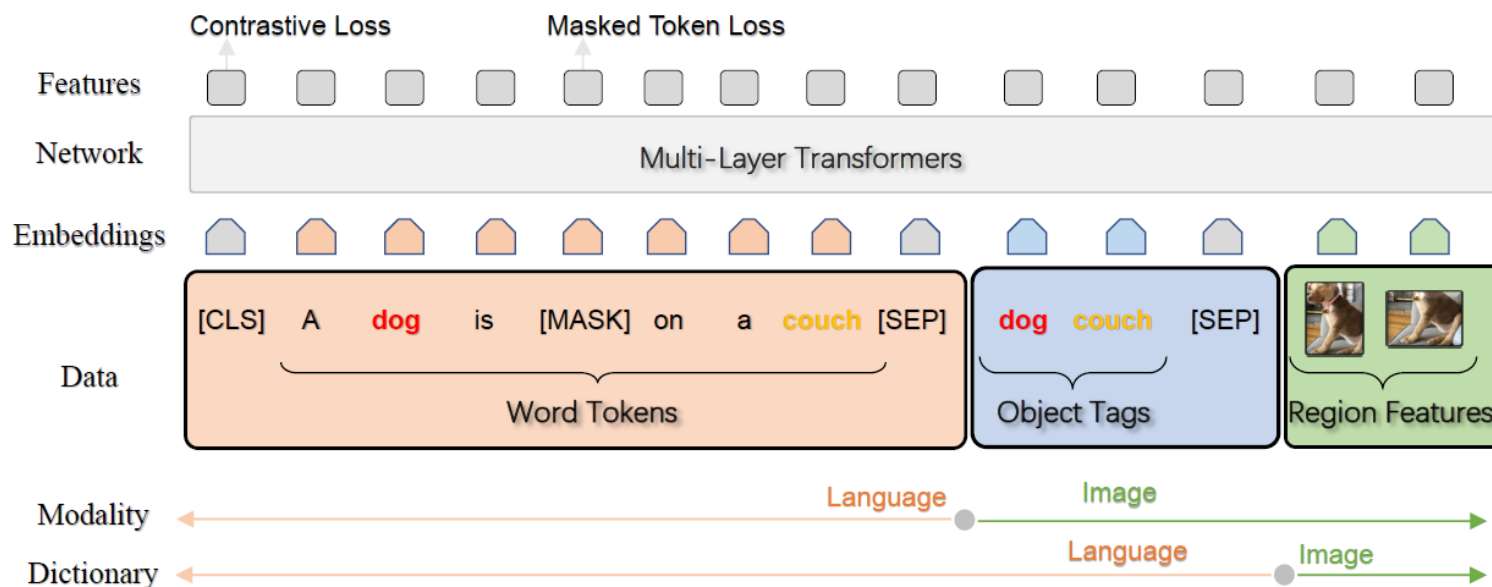 Contrastive Loss Masked Token Loss
Features
Network Multi-Layer Transformers
Embeddings
[CLS] A dog is [MASK] on a couch [SEP] dog couch [SEP]
Data
Word Tokens Object Tags Region Features
Modality Language Image
Dictionary Language Image